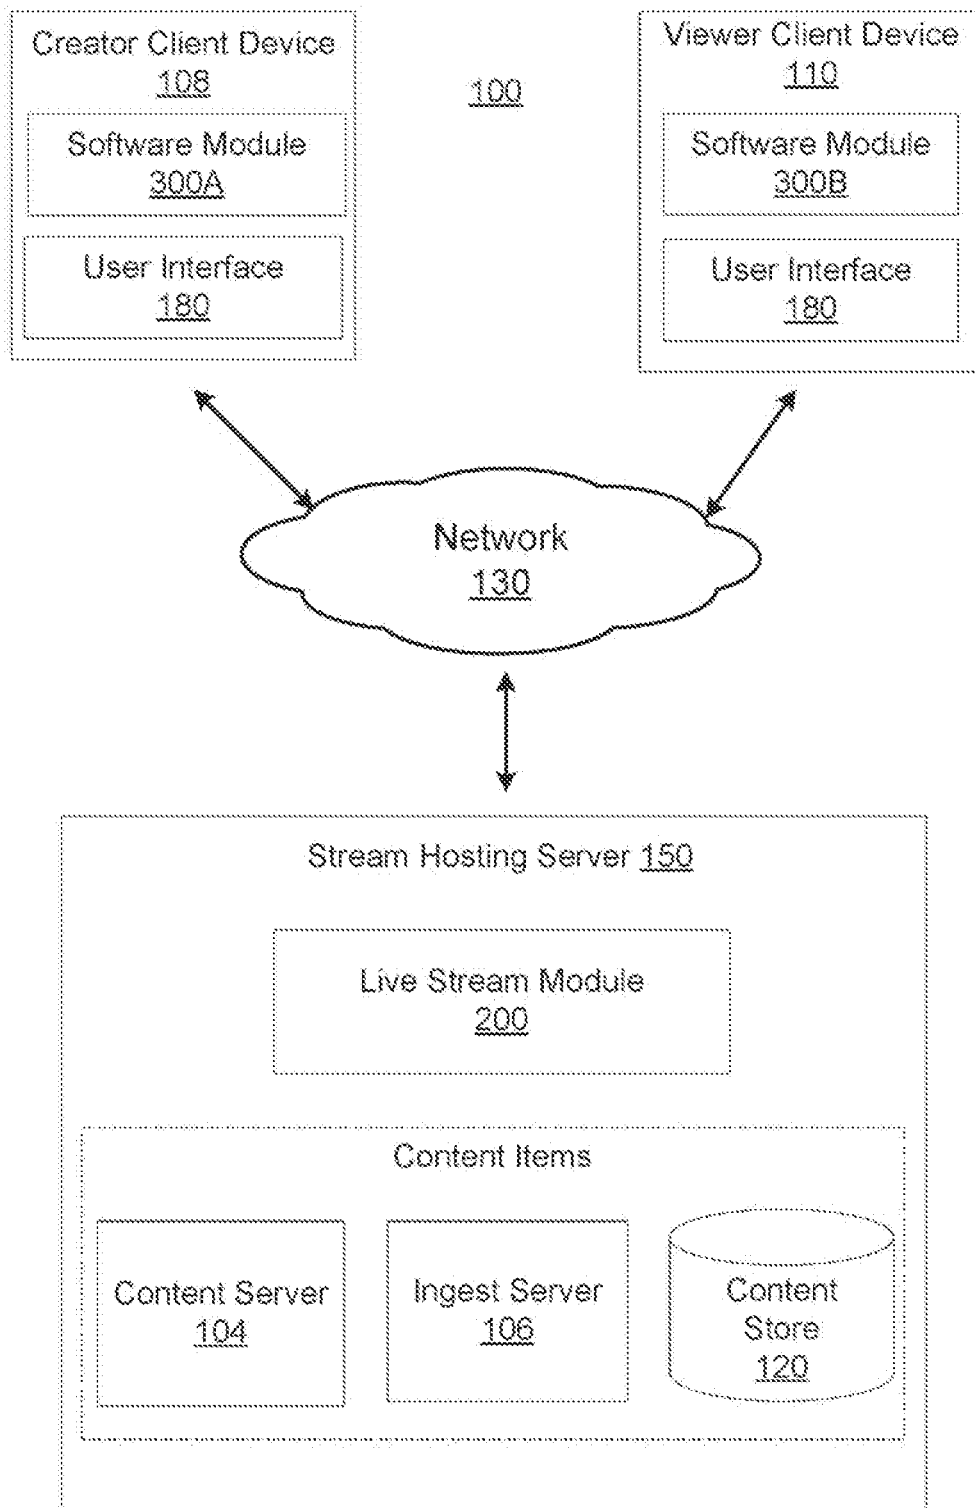 Creator Client Device
108
Software Module
300A
User Interface
180
100
Viewer Client Device
110
Software Module
300B
User Interface
180
Network
130
Stream Hosting Server 150
Live Stream Module
200
Content Items
Content Server
104
Ingest Server
106
Content
Store
120